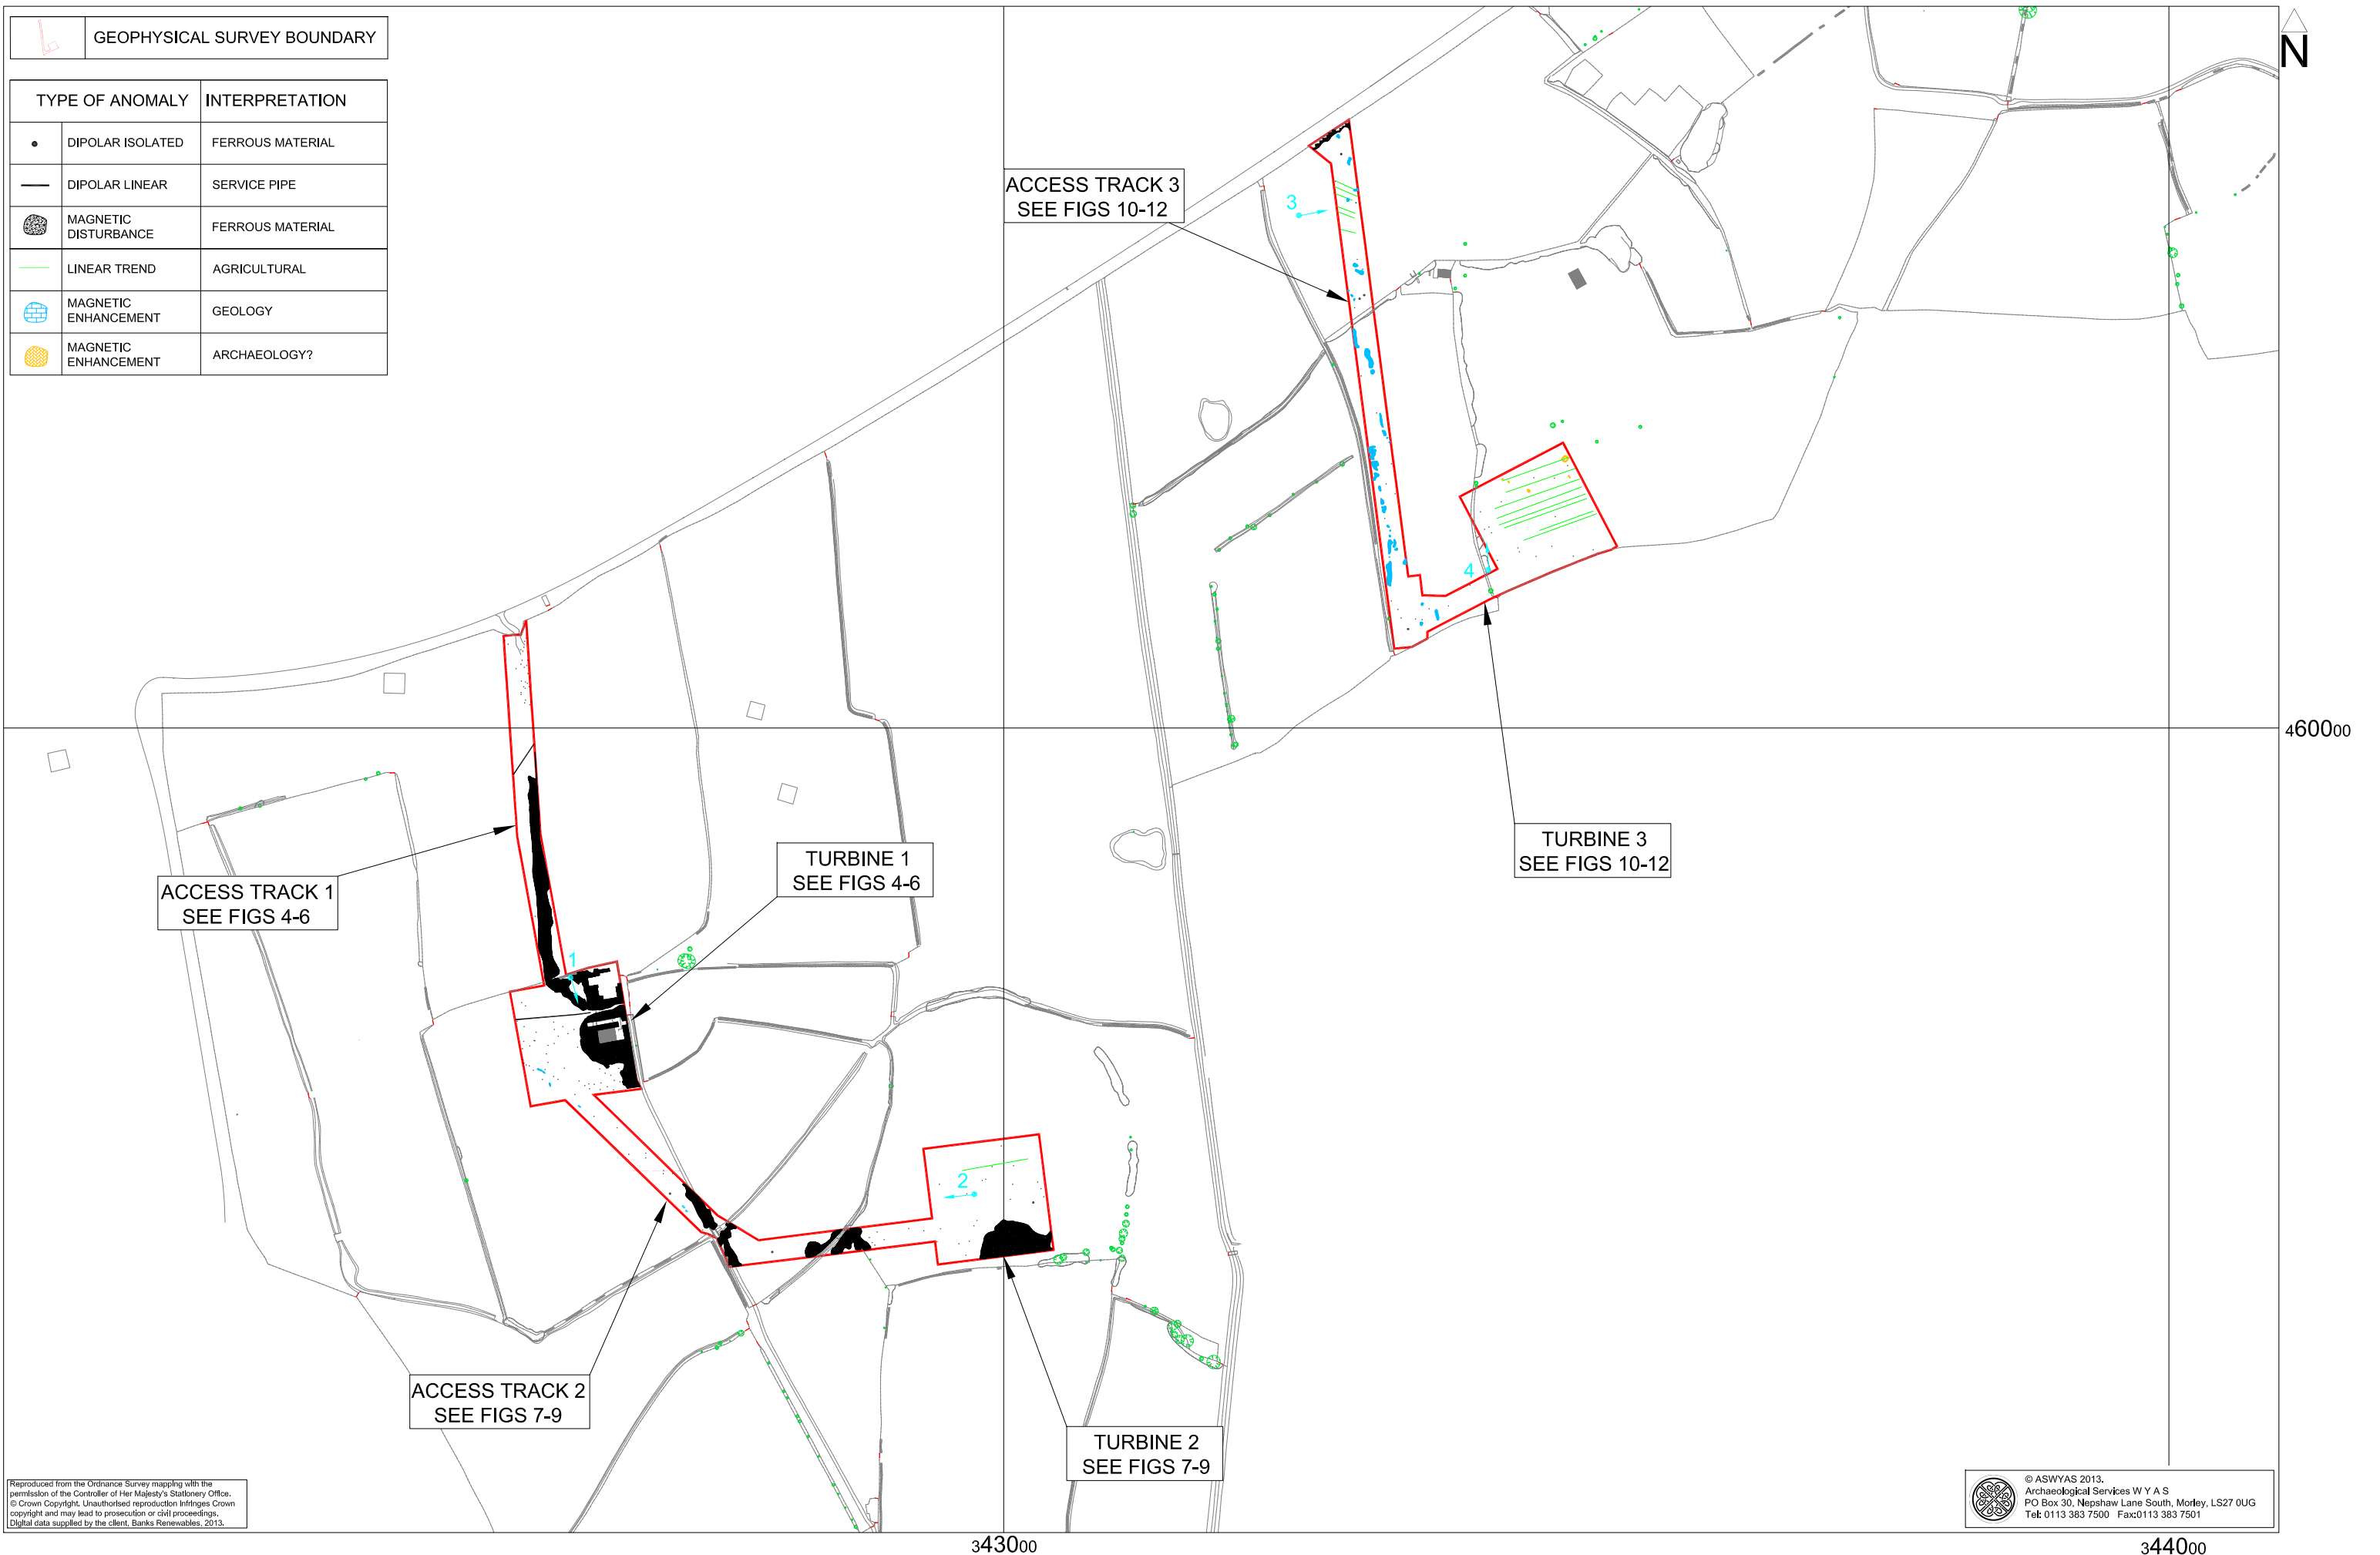 GEOPHYSICAL SURVEY BOUNDARY
TYPE OF ANOMALY INTERPRETATION
DIPOLAR ISOLATED FERROUS MATERIAL
DIPOLAR LINEAR SERVICE PIPE
MAGNETIC
DISTURBANCE
FERROUS MATERIAL
LINEAR TREND AGRICULTURAL
MAGNETIC
ENHANCEMENT
GEOLOGY
MAGNETIC
ENHANCEMENT
ARCHAEOLOGY?
N
ACCESS TRACK 3
SEE FIGS 10-12
3
4
460000
TURBINE 3
SEE FIGS 10-12
TURBINE 1
SEE FIGS 4-6
ACCESS TRACK 1
SEE FIGS 4-6
1
2
ACCESS TRACK 2
SEE FIGS 7-9
TURBINE 2
SEE FIGS 7-9
Reproduced from the Ordnance Survey mapping with the
permission of the Controller of Her Majesty's Stationery Office.
© Crown Copyright. Unauthorised reproduction infringes Crown
copyright and may lead to prosecution or civil proceedings.
Digital data supplied by the client, Banks Renewables, 2013.
© ASWYAS 2013.
Archaeological Services W Y A S
PO Box 30, Nepshaw Lane South, Morley, LS27 0UG
Tel: 0113 383 7500 Fax:0113 383 7501
343000
344000